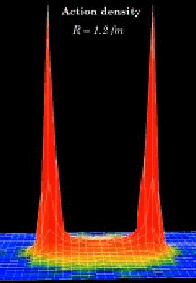 Action density
R = 1.2 fm